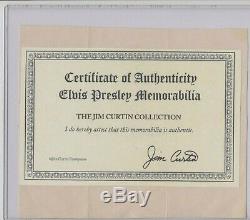 Certificate of Authenticity
Elvis Presley Memorabilia
THE JIM CURTIN COLLECTION
I do hereby attest that this memorabilia is authentic.
Jim Curtin